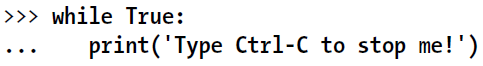 >>> while True:
...    print('Type Ctrl-C to stop me!')